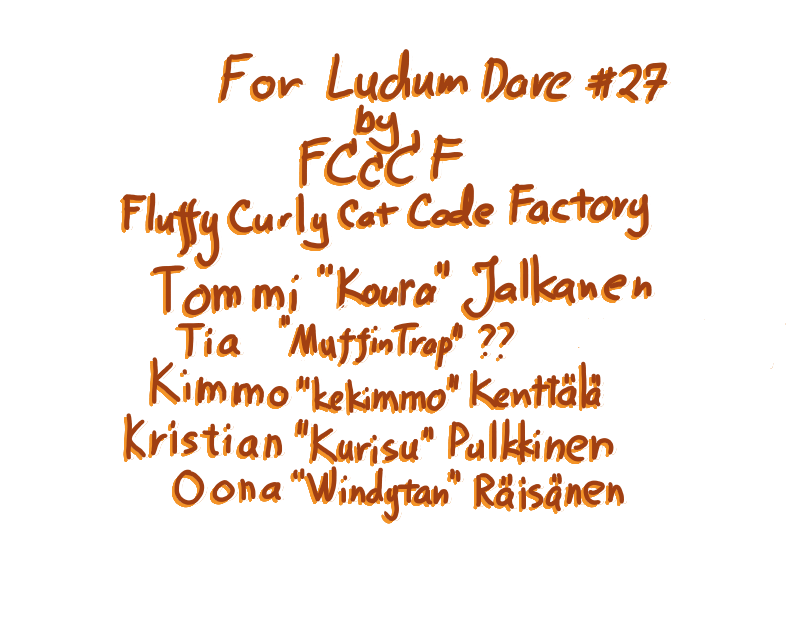 For Ludum Dare #27
by
FCCCF
Fluffy Curly Cat Code Factory
Tommi "Koura" Jalkanen
Tia "MuffinTrap" ??
Kimmo "kekimmo" Kenttälä
Kristian "Kurisu" Pulkkinen
Oona "Windytan" Räisänen